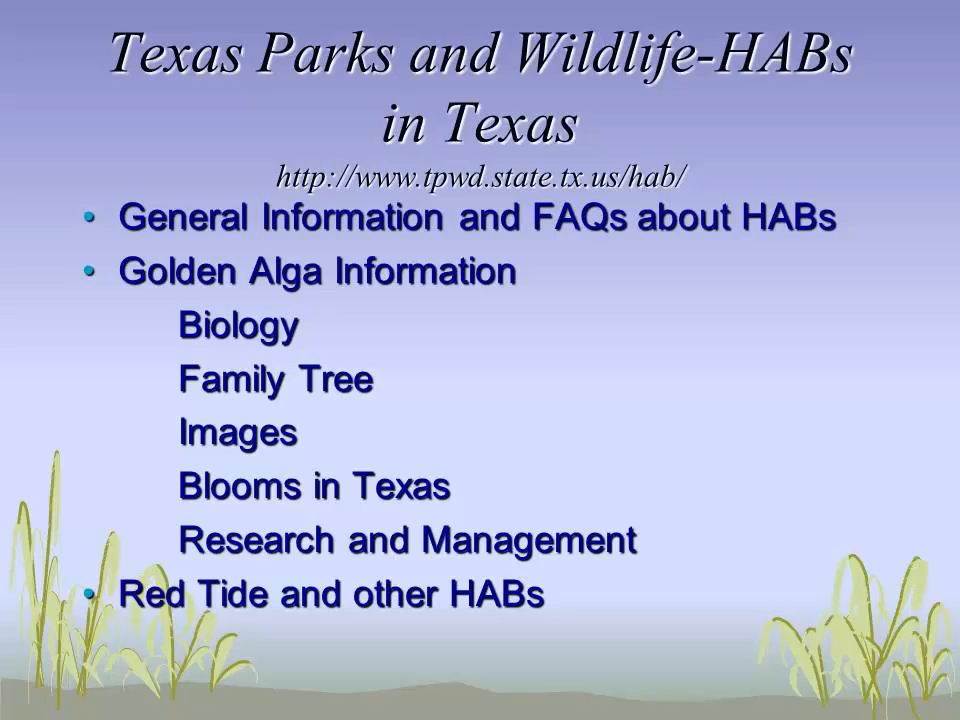 Texas Parks and Wildlife-HABs
in Texas
http://www.tpwd.state.tx.us/hab/
• General Information and FAQs about HABs
• Golden Alga Information
Biology
Family Tree
Images
Blooms in Texas
Research and Management
• Red Tide and other HABs